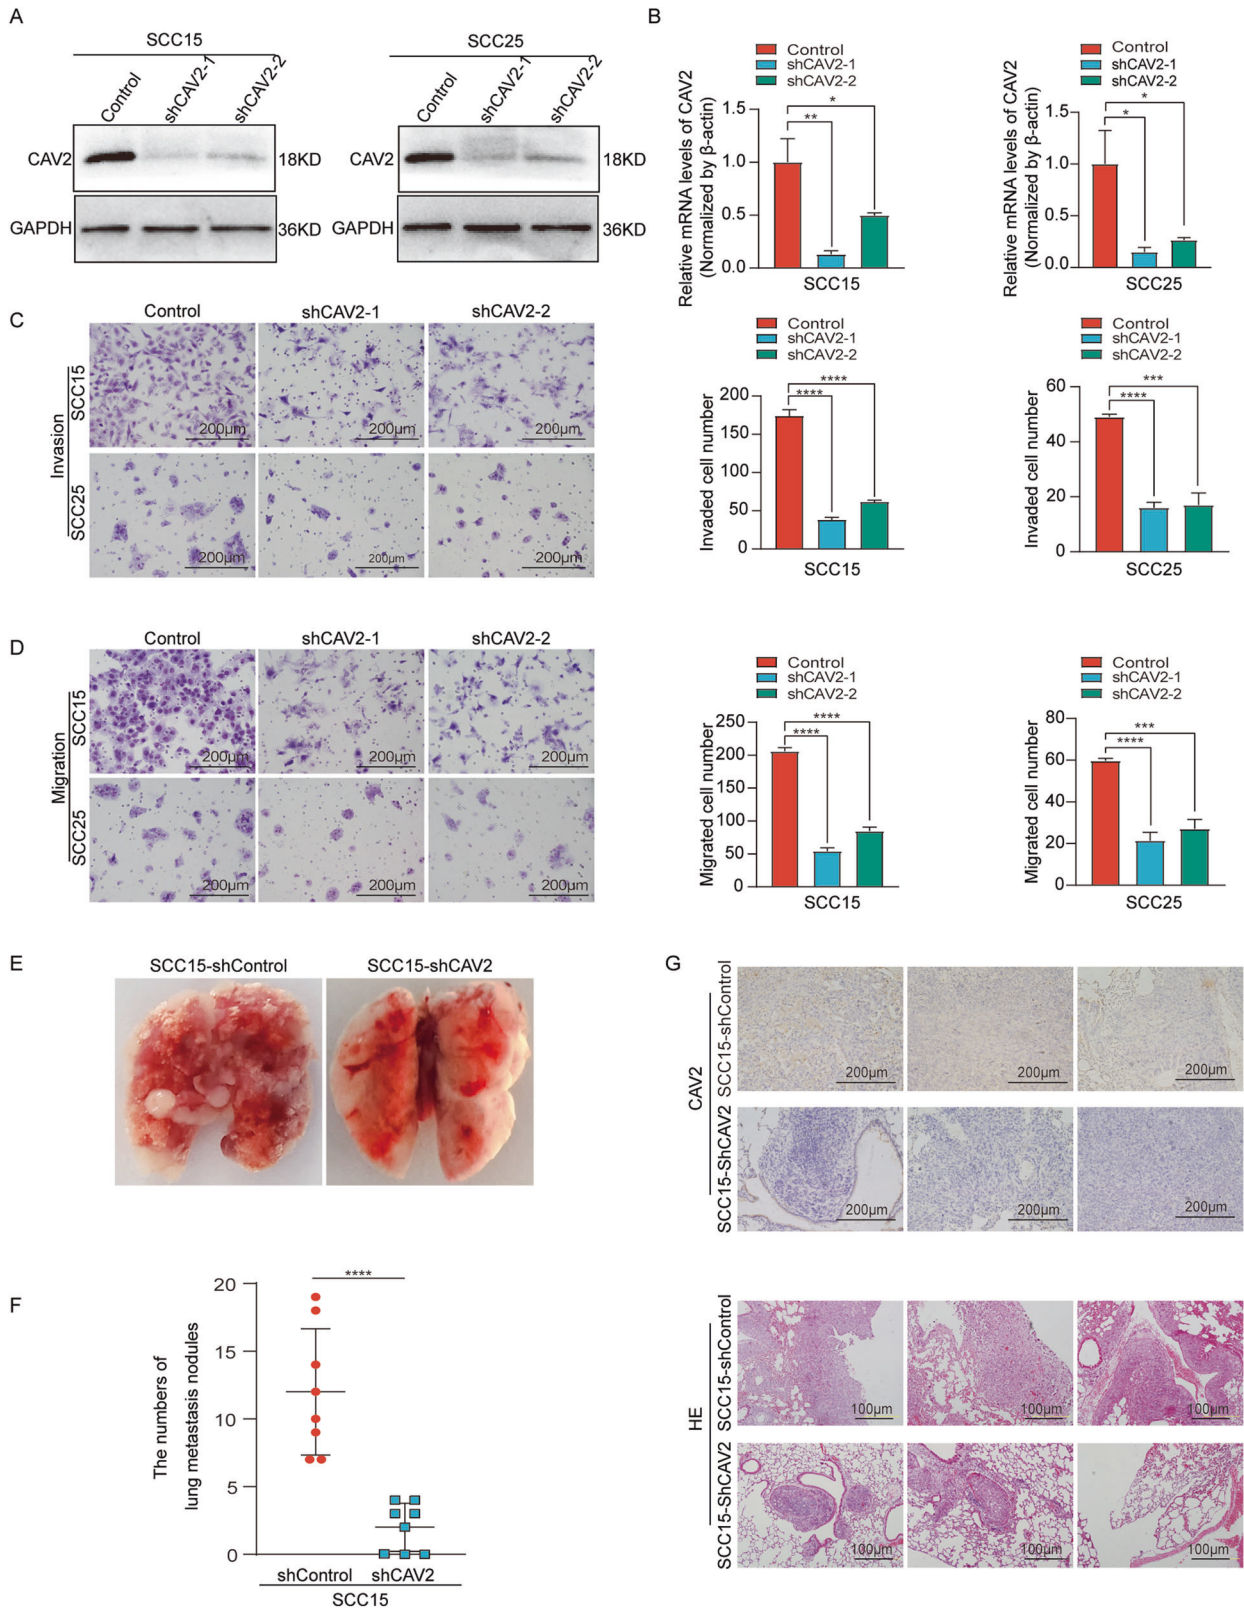 A
SCC15
SCC25
Control
shCAV2-1
shCAV2-2
Control
shCAV2-1
shCAV2-2
CAV2
18KD
CAV2
18KD
GAPDH
36KD
GAPDH
36KD
B
Control
shCAV2-1
shCAV2-2
Relative mRNA levels of CAV2
(Normalized by β-actin)
1.5
1.0
0.5
0.0
**
*
SCC15
Control
shCAV2-1
shCAV2-2
Relative mRNA levels of CAV2
(Normalized by β-actin)
1.5
1.0
0.5
0.0
*
*
SCC25
C
Control
shCAV2-1
shCAV2-2
Invasion
SCC15
200μm
200μm
200μm
SCC25
200μm
200μm
200μm
Control
shCAV2-1
shCAV2-2
Invaded cell number
200
150
100
50
0
****
****
SCC15
Control
shCAV2-1
shCAV2-2
Invaded cell number
60
40
20
0
***
****
SCC25
D
Control
shCAV2-1
shCAV2-2
Migration
SCC15
200μm
200μm
200μm
SCC25
200μm
200μm
200μm
Control
shCAV2-1
shCAV2-2
Migrated cell number
250
200
150
100
50
0
****
****
SCC15
Control
shCAV2-1
shCAV2-2
Migrated cell number
80
60
40
20
0
***
****
SCC25
E
SCC15-shControl
SCC15-shCAV2
F
The numbers of
lung metastasis nodules
20
15
10
5
0
****
shControl
shCAV2
SCC15
G
CAV2
SCC15-shControl
200μm
200μm
200μm
SCC15-ShCAV2
200μm
200μm
200μm
HE
SCC15-shControl
100μm
100μm
100μm
SCC15-ShCAV2
100μm
100μm
100μm